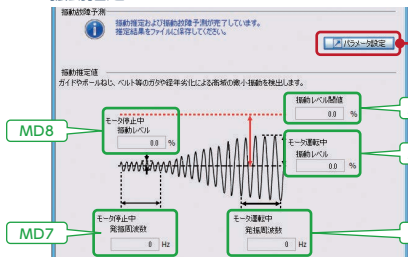 振動故障予測
振動推定および振動故障予測が完了しています。
推定結果をファイルに保存してください。
パラメータ設定
振動推定値
ガイドやボールねじ、ベルト等のガタや経年劣化による高域の微小振動を検出します。
振動レベル閾値
0.0 %
モータ停止中
振動レベル
0.0 %
MD8
モータ運転中
振動レベル
0.0 %
モータ停止中
発振周波数
0 Hz
MD7
モータ運転中
発振周波数
0 Hz